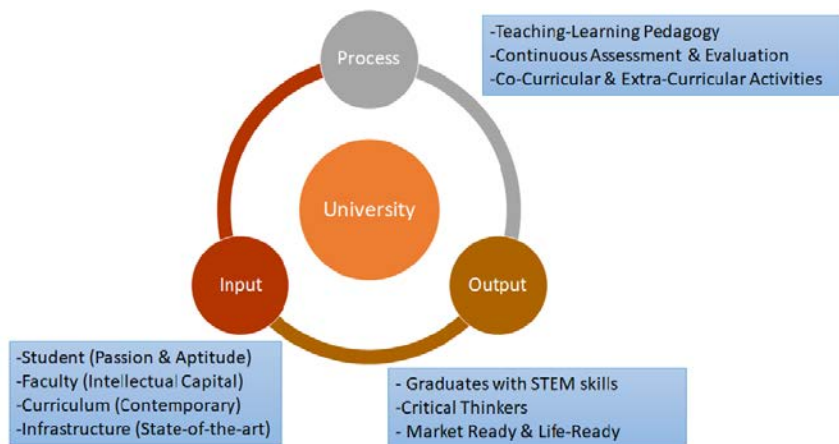 Process
-Teaching-Learning Pedagogy
-Continuous Assessment & Evaluation
-Co-Curricular & Extra-Curricular Activities
University
Input
Output
-Student (Passion & Aptitude)
-Faculty (Intellectual Capital)
-Curriculum (Contemporary)
-Infrastructure (State-of-the-art)
- Graduates with STEM skills
-Critical Thinkers
- Market Ready & Life-Ready